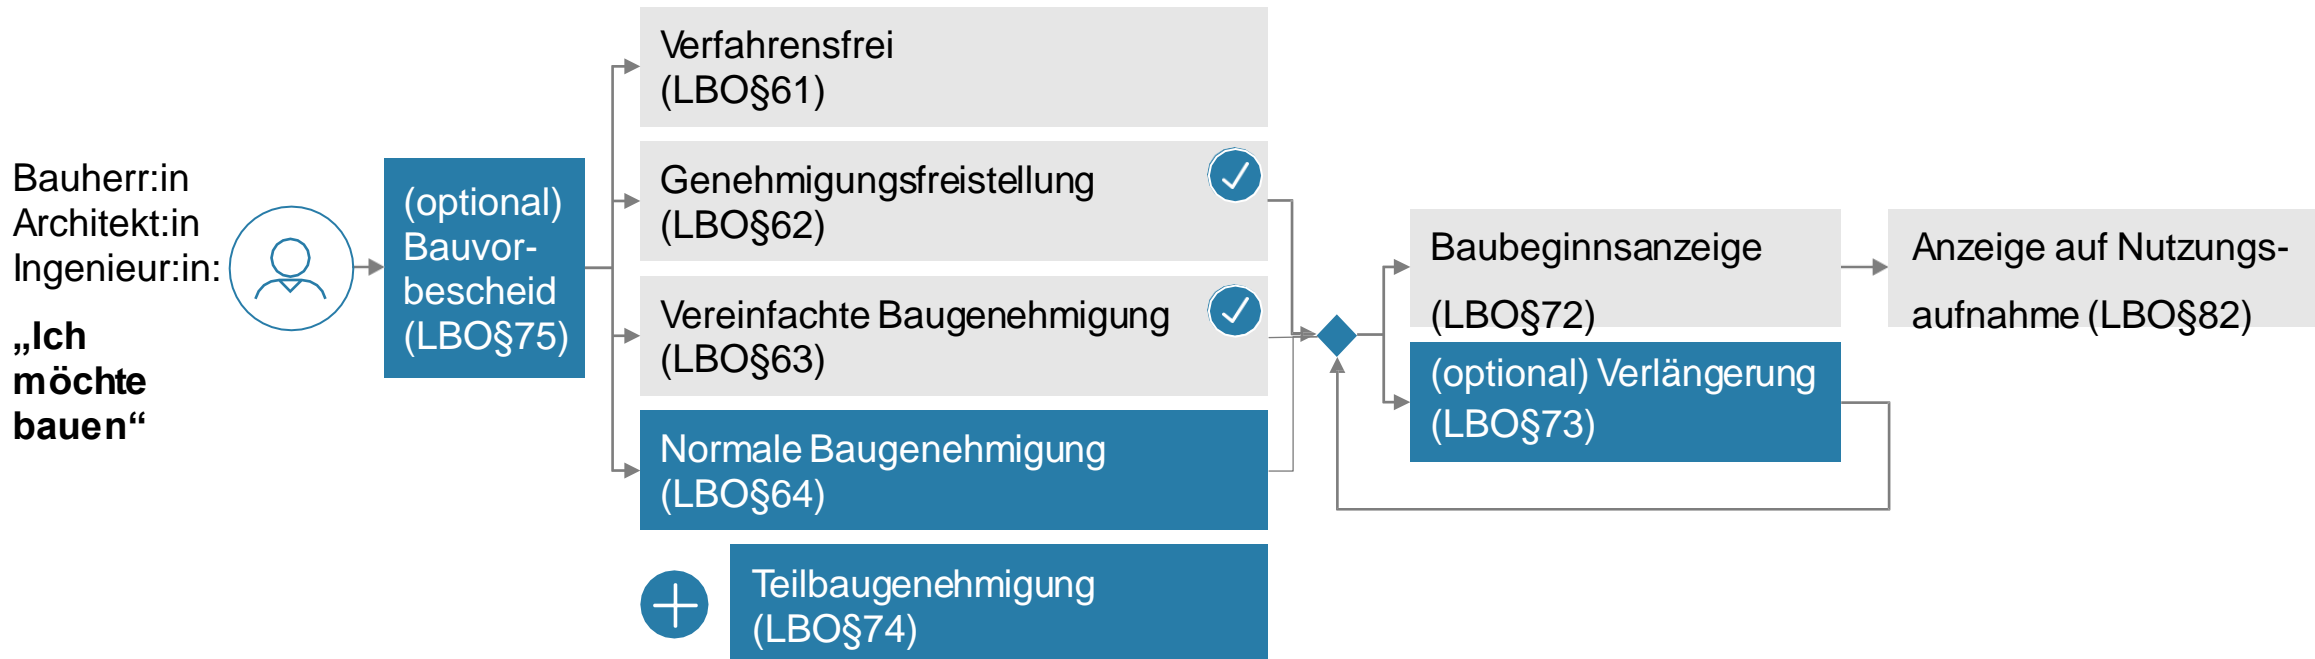 Bauherr:in
Architekt:in
Ingenieur:in:
„Ich
möchte
bauen“
(optional)
Bauvor-
bescheid
(LBO§75)
Verfahrensfrei
(LBO§61)
Genehmigungsfreistellung
(LBO§62)
Vereinfachte Baugenehmigung
(LBO§63)
Normale Baugenehmigung
(LBO§64)
Teilbaugenehmigung
(LBO§74)
Baubeginnsanzeige
(LBO§72)
(optional) Verlängerung
(LBO§73)
Anzeige auf Nutzungs-
aufnahme (LBO§82)